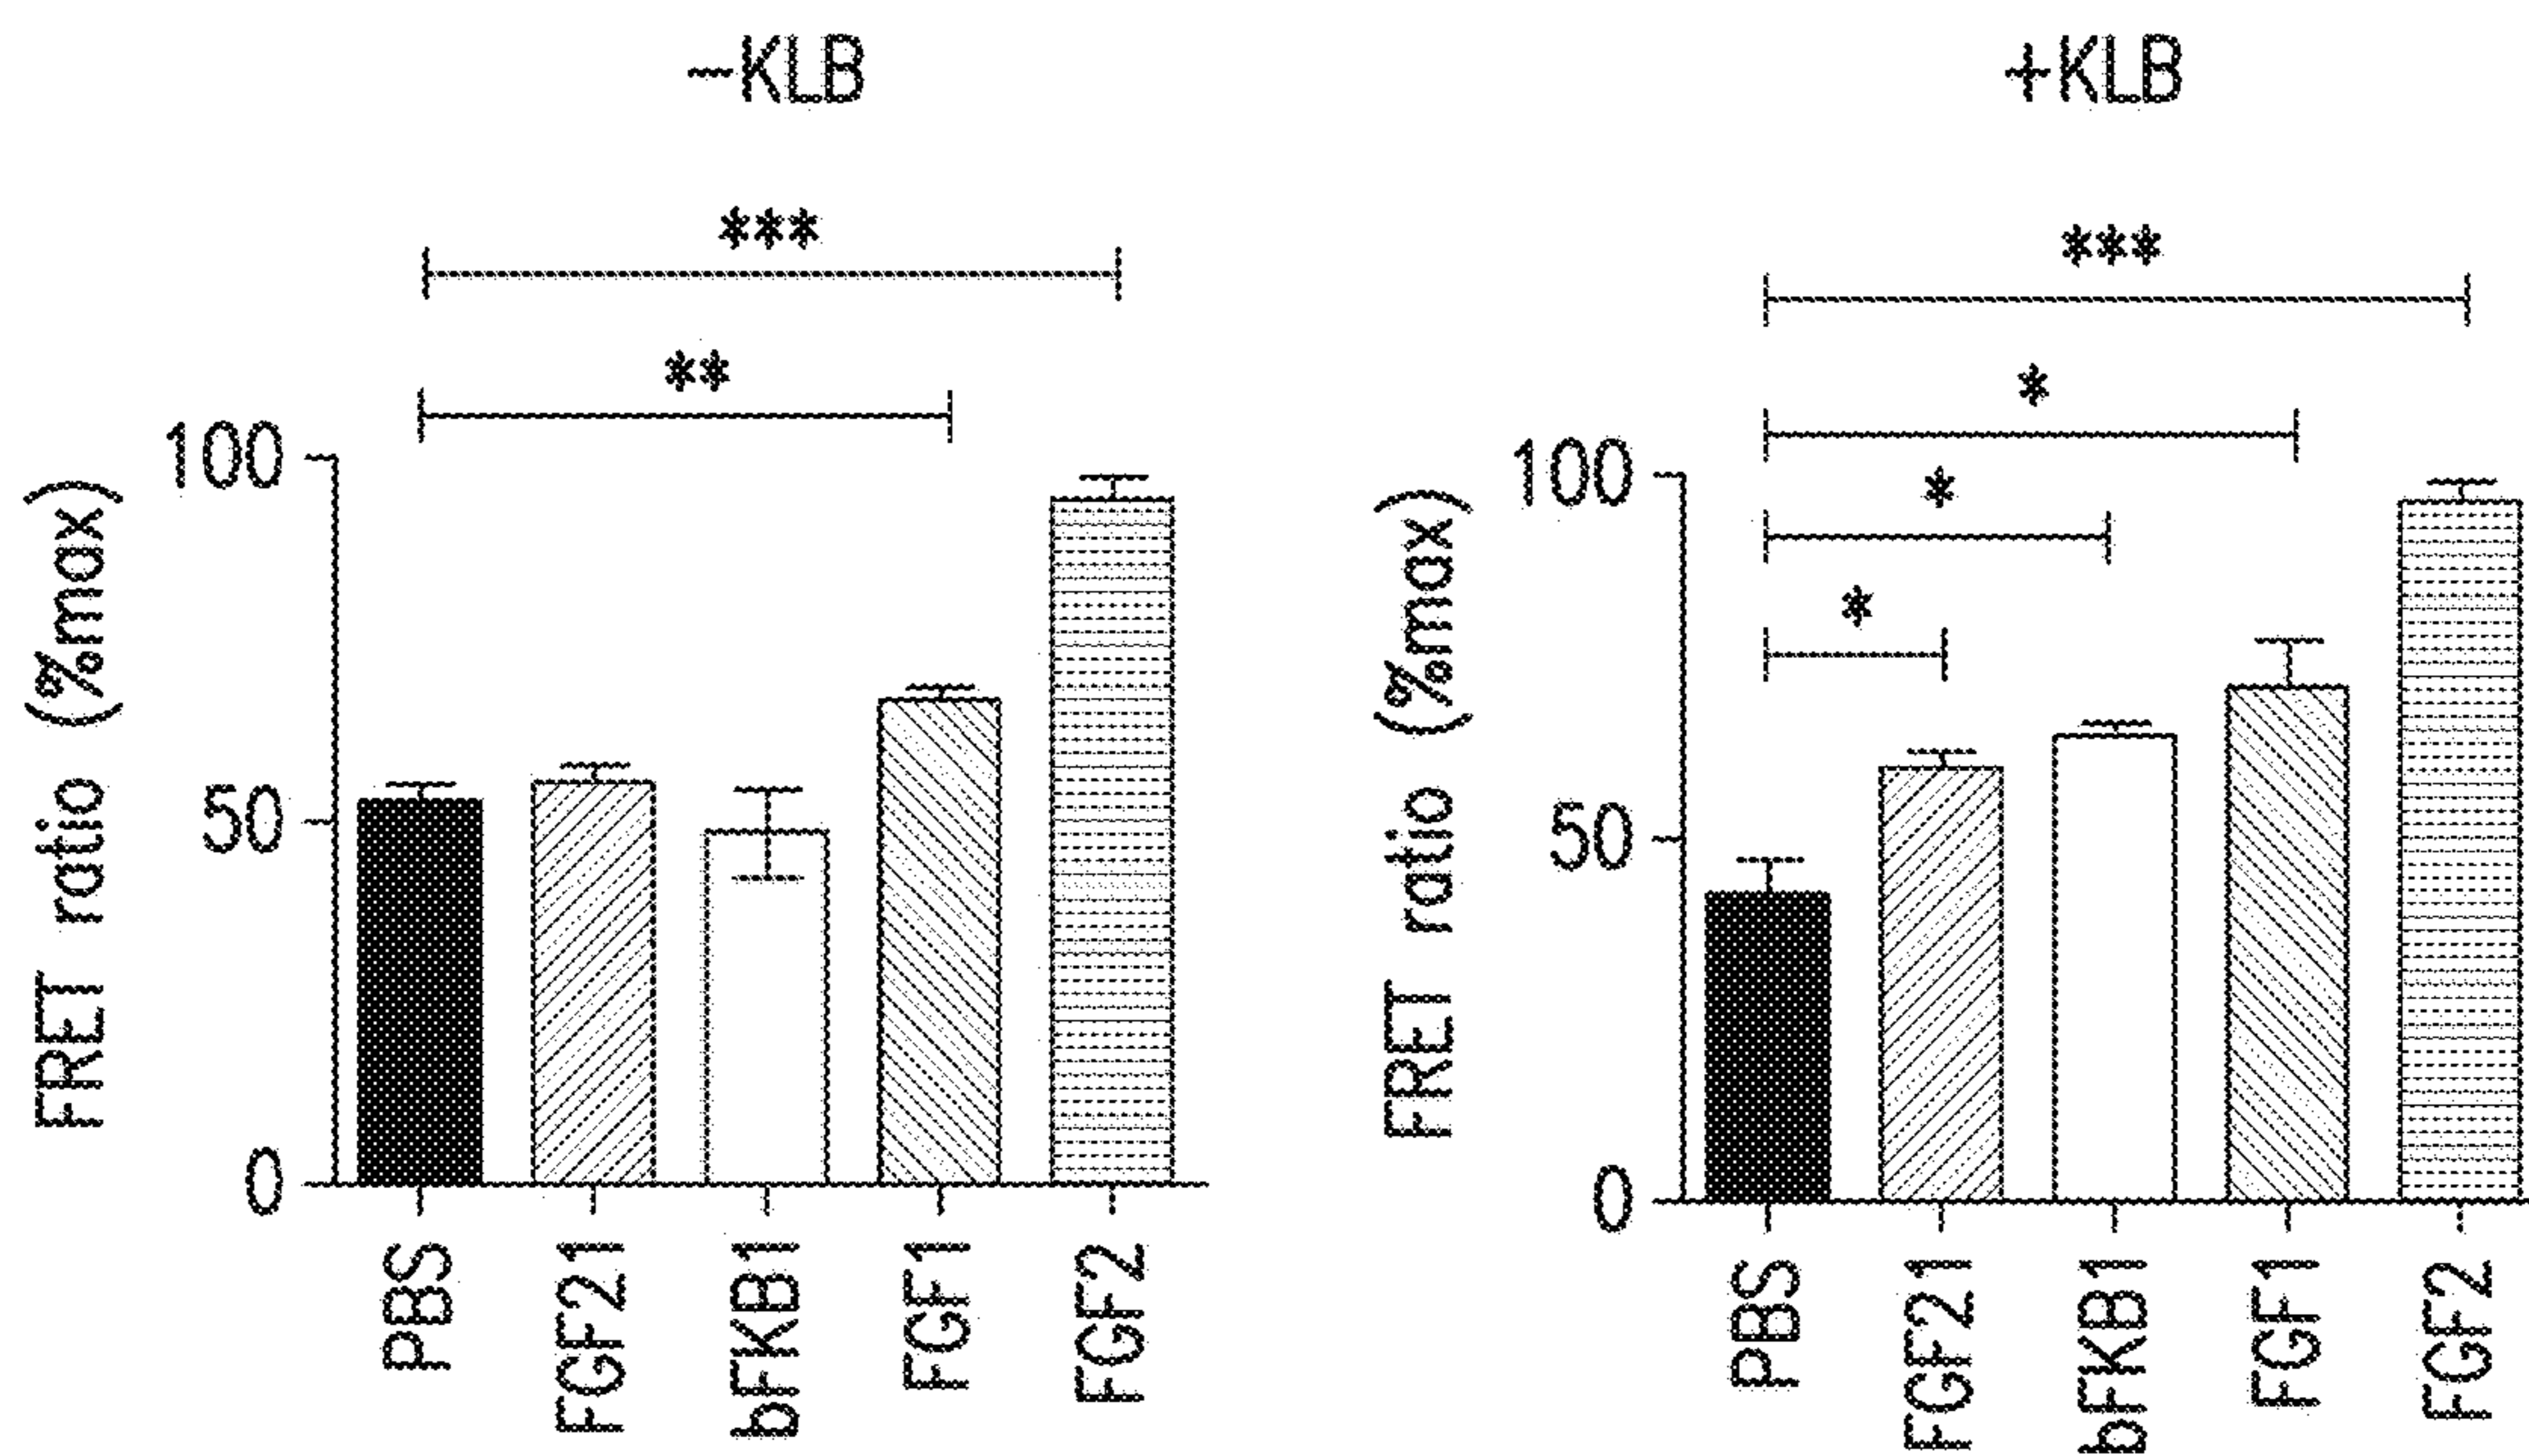 -KLB
***
**
FRET ratio (%max)
100
50
0
PBS
FGF21
bFKB1
FGF1
FGF2
+KLB
***
*
*
*
FRET ratio (%max)
100
50
0
PBS
FGF21
bFKB1
FGF1
FGF2